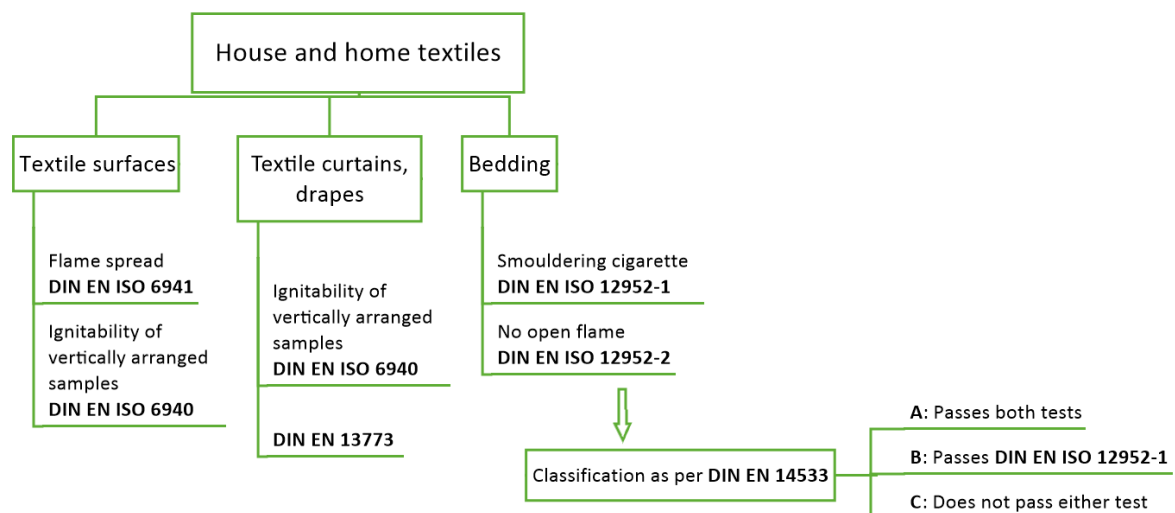 House and home textiles
Textile surfaces
Flame spread
DIN EN ISO 6941
Ignitability of
vertically arranged
samples
DIN EN ISO 6940
Textile curtains,
drapes
Ignitability of
vertically arranged
samples
DIN EN ISO 6940
DIN EN 13773
Bedding
Smouldering cigarette
DIN EN ISO 12952-1
No open flame
DIN EN ISO 12952-2
Classification as per DIN EN 14533
A: Passes both tests
B: Passes DIN EN ISO 12952-1
C: Does not pass either test